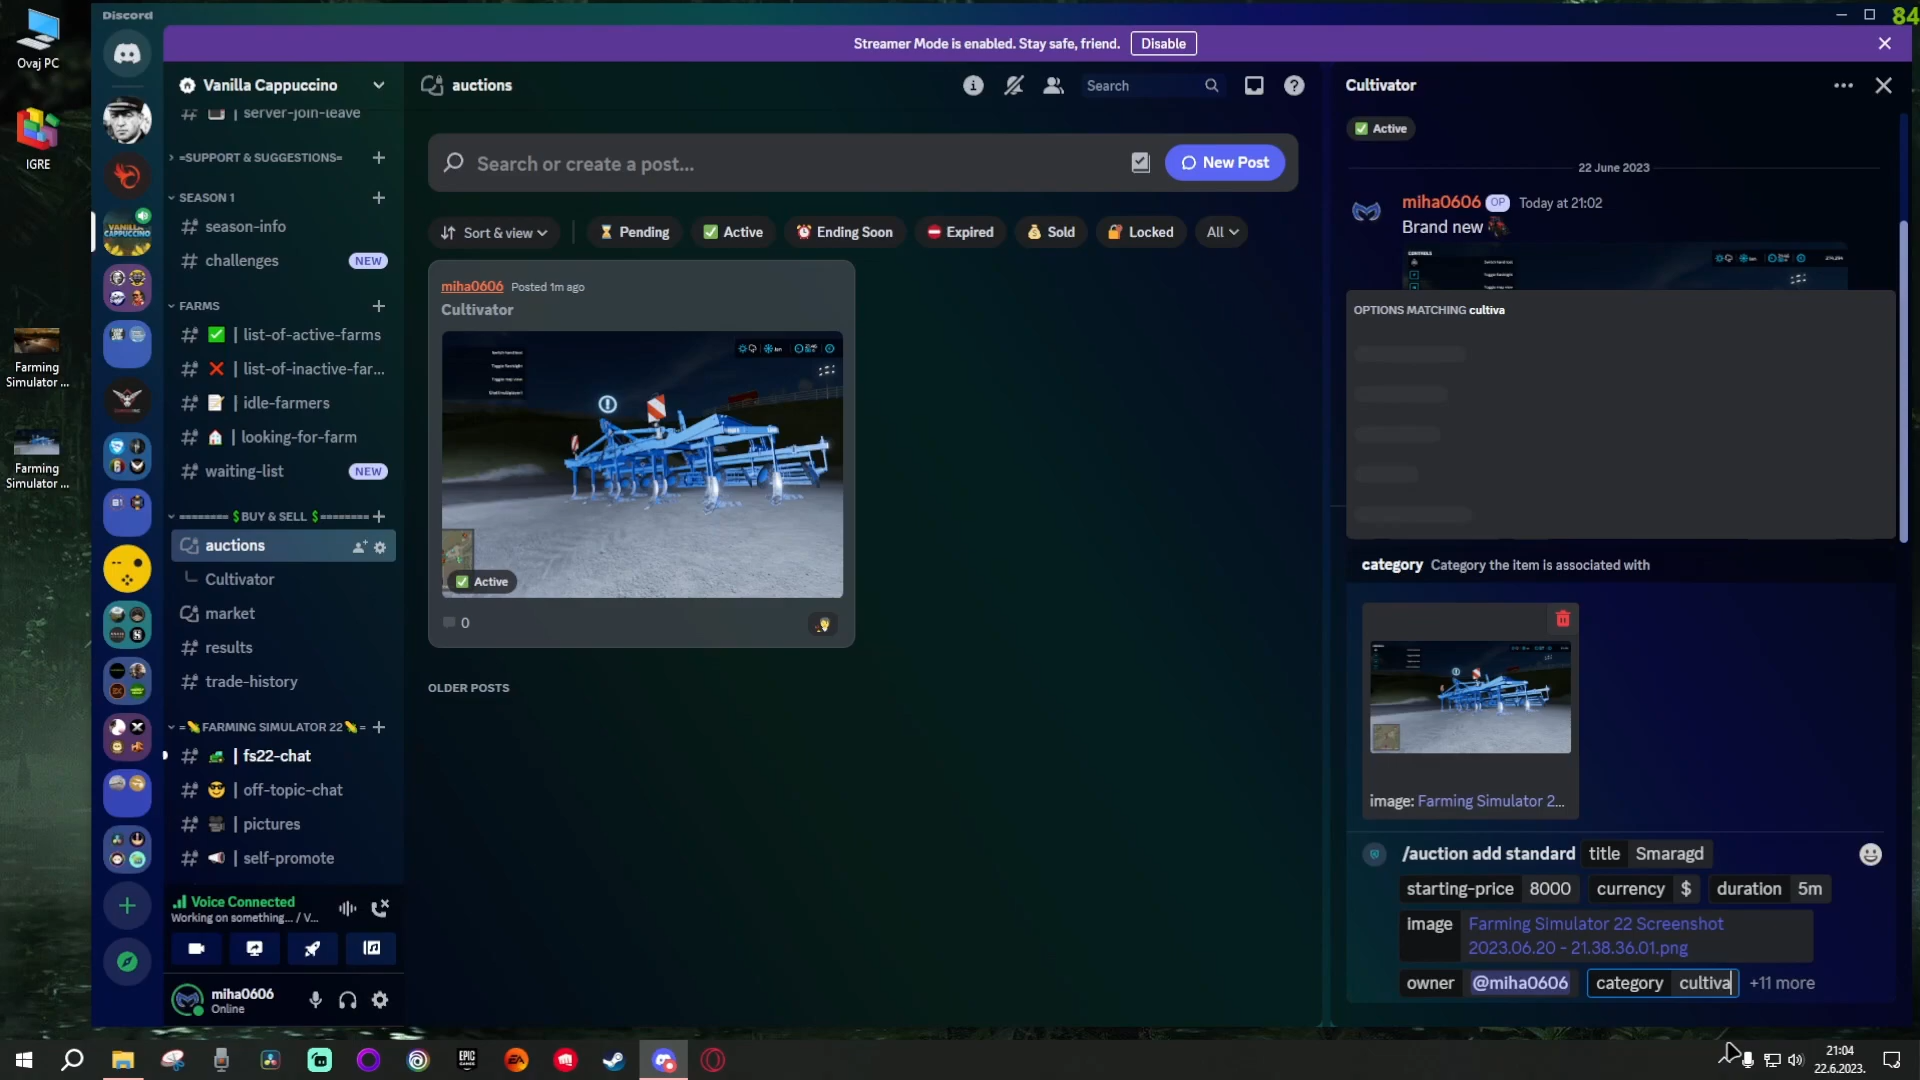 Discord
84
Ovaj PC
IGRE
Farming
Simulator ...
Farming
Simulator ...
Streamer Mode is enabled. Stay safe, friend.
Disable
Vanilla Cappuccino
server-join-leave
=SUPPORT & SUGGESTIONS=
SEASON 1
season-info
challenges
NEW
FARMS
| list-of-active-farms
| list-of-inactive-far...
| idle-farmers
| looking-for-farm
waiting-list
NEW
======== $BUY & SELL $========
auctions
Cultivator
market
results
trade-history
=🌽FARMING SIMULATOR 22🌽=
| fs22-chat
| off-topic-chat
| pictures
| self-promote
Voice Connected
Working on something... / V...
miha0606
Online
auctions
Search
Search or create a post...
New Post
Sort & view
Pending
Active
Ending Soon
Expired
Sold
Locked
All
miha0606 Posted 1m ago
Cultivator
Active
0
OLDER POSTS
Cultivator
Active
22 June 2023
miha0606 OP Today at 21:02
Brand new
CONTROLS
OPTIONS MATCHING cultiva
category Category the item is associated with
image: Farming Simulator 2...
/auction add standard title Smaragd
starting-price 8000 currency $ duration 5m
image Farming Simulator 22 Screenshot
2023.06.20 - 21.38.36.01.png
owner @miha0606 category cultiva +11 more
EPIC
GAMES
EA
21:04
22.6.2023.